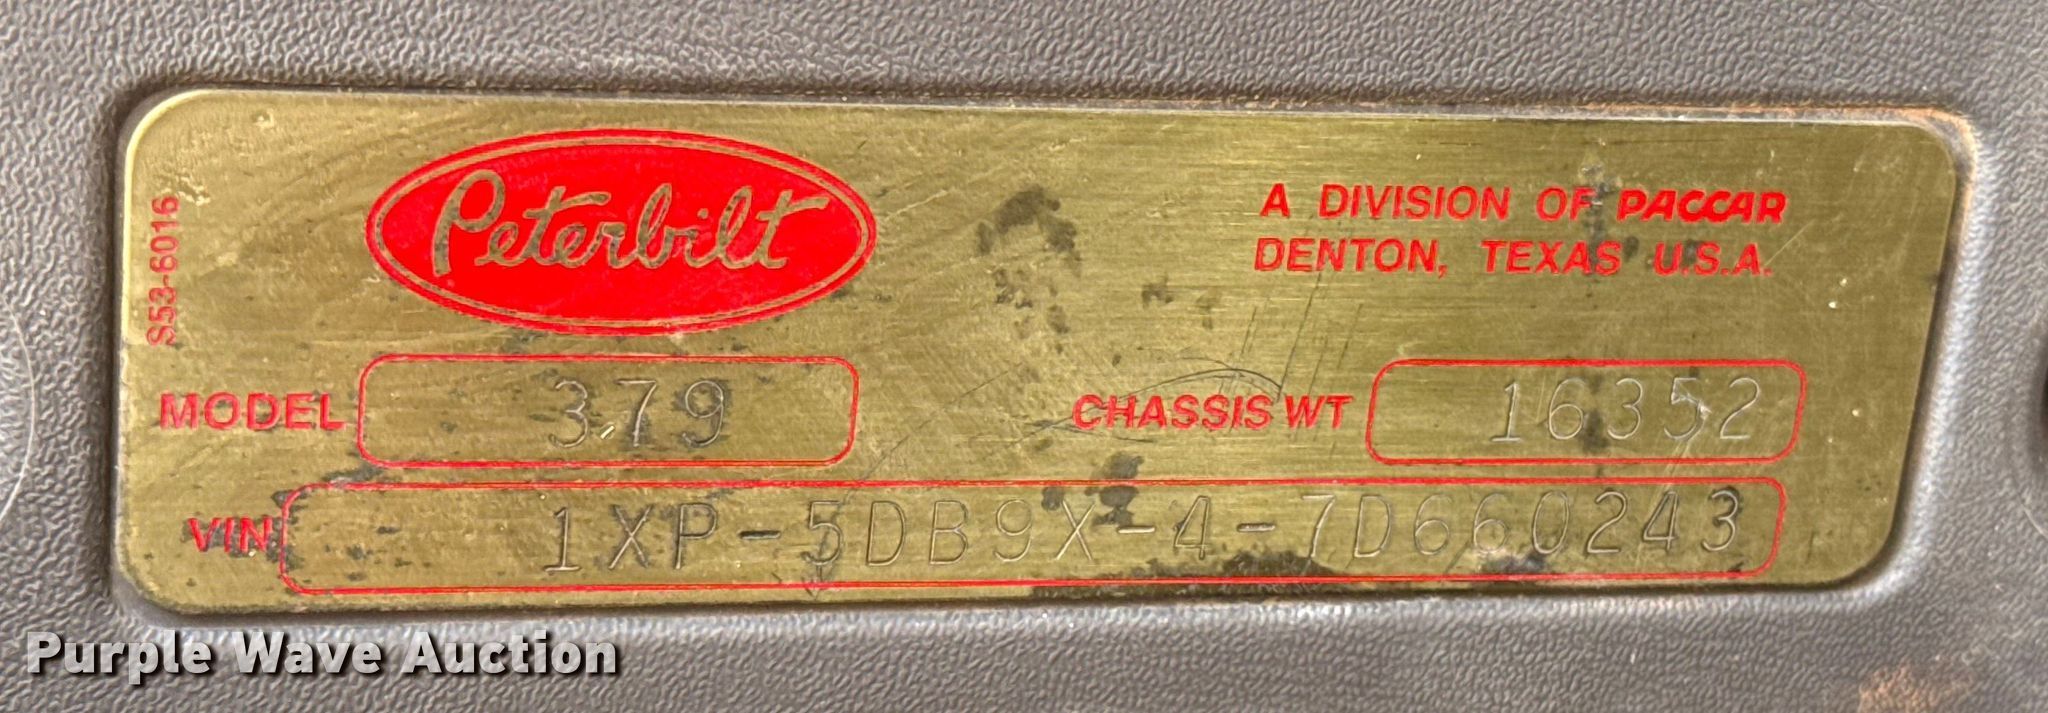 S53-6016
Peterbilt
A DIVISION OF PACCAR
DENTON, TEXAS U.S.A.
MODEL 379
CHASSIS WT 16352
VIN 1XP-5DB9X-4-7D660243
Purple Wave Auction